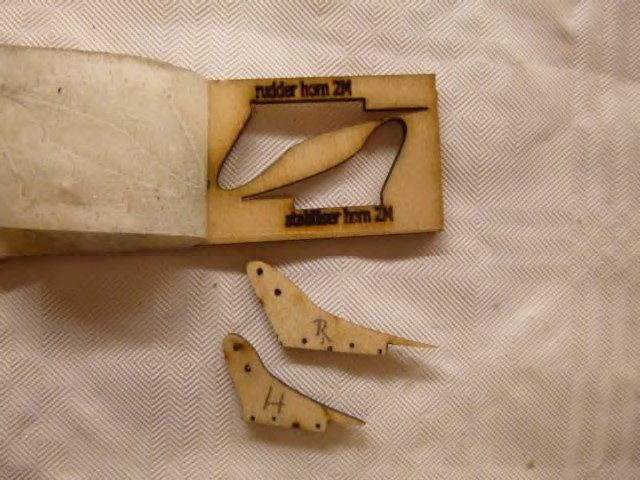 rudder horn 2M
stabiliser horn 2M
R
H